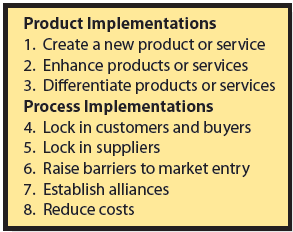 Product Implementations
1. Create a new product or service
2. Enhance products or services
3. Differentiate products or services
Process Implementations
4. Lock in customers and buyers
5. Lock in suppliers
6. Raise barriers to market entry
7. Establish alliances
8. Reduce costs